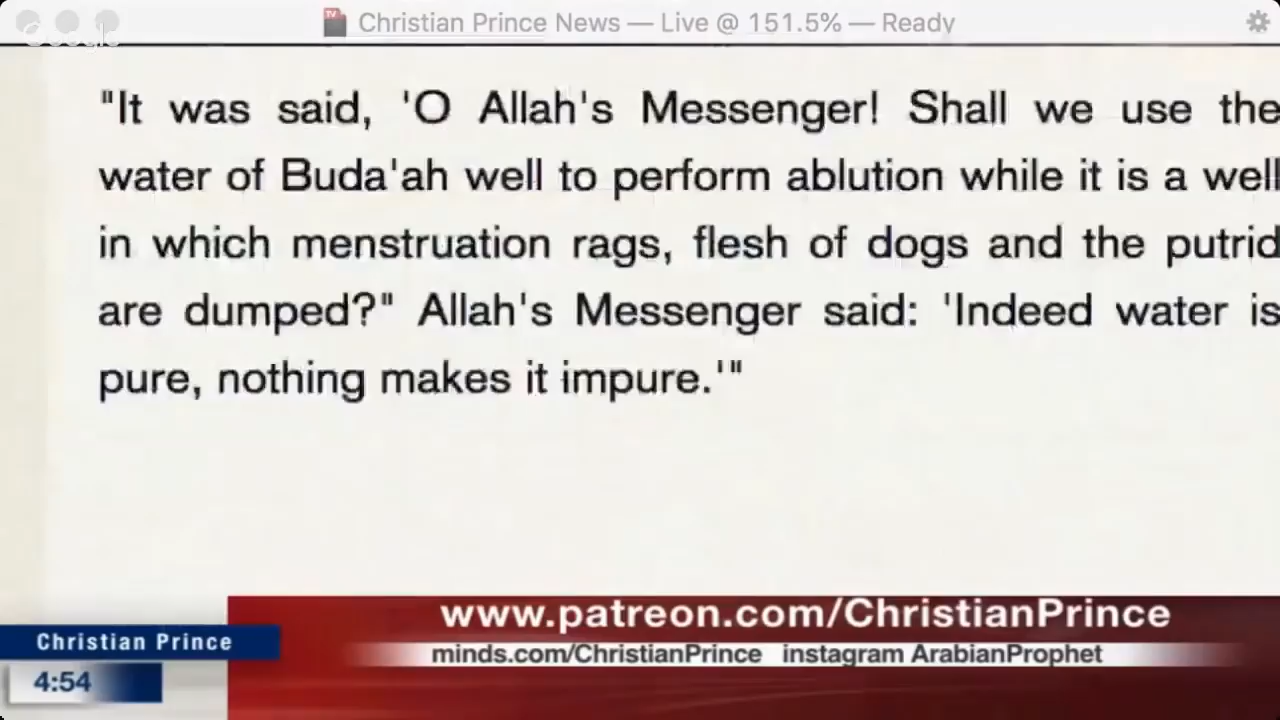 Christian Prince News — Live @ 151.5% — Ready
Google
"It was said, 'O Allah's Messenger! Shall we use the
water of Buda'ah well to perform ablution while it is a well
in which menstruation rags, flesh of dogs and the putrid
are dumped?" Allah's Messenger said: 'Indeed water is
pure, nothing makes it impure.'"
www.patreon.com/ChristianPrince
Christian Prince
minds.com/ChristianPrince instagram ArabianProphet
4:54